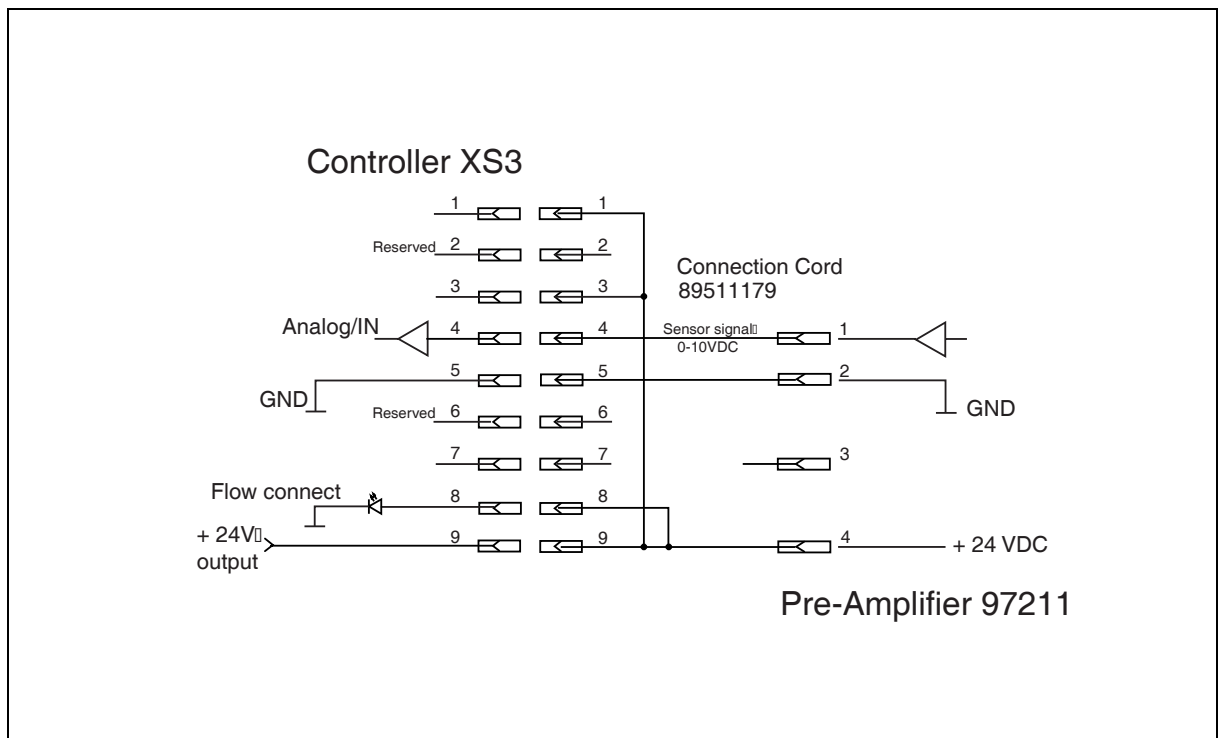 Controller XS3
1 1
Reserved 2 2
Connection Cord
89511179
3 3
Analog/IN 4 4 Sensor signal 1
0-10VDC
5 5 2
GND GND
Reserved 6 6
7 7 3
Flow connect 8 8
+ 24V
output
9 9 4 + 24 VDC
Pre-Amplifier 97211